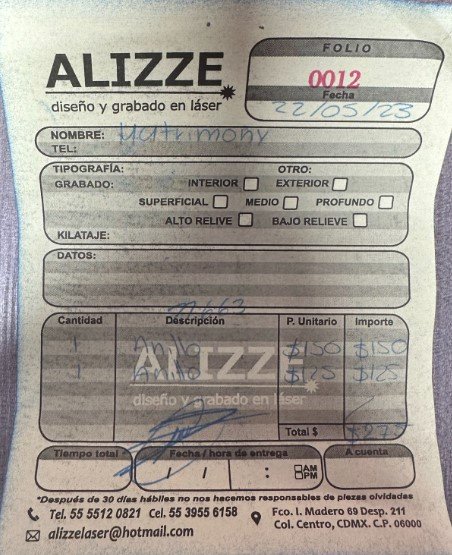 ALIZZE
diseño y grabado en láser
FOLIO
0012
Fecha
22/05/23
NOMBRE: Matrimony
TEL:
TIPOGRAFÍA: OTRO:
GRABADO: INTERIOR EXTERIOR
SUPERFICIAL MEDIO PROFUNDO
ALTO RELIVE BAJO RELIEVE
KILATAJE:
DATOS:
Cantidad Descripción P. Unitario Importe
1 Anillo $150 $150
1 Anillo $125 $125
ALIZZE
diseño y grabado en láser
Total $ $275
Tiempo total Fecha / hora de entrega A cuenta
/ / : AM
PM
*Después de 30 días hábiles no nos hacemos responsables de piezas olvidadas
Tel. 55 5512 0821 Cel. 55 3955 6158
Fco. I. Madero 69 Desp. 211
Col. Centro, CDMX. C.P. 06000
alizzelaser@hotmail.com